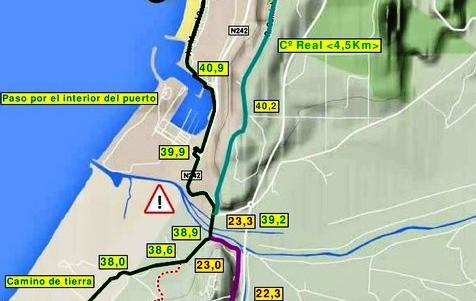 N242
Cº Real <4,5Km>
40,9
Paso por el interior del puerto
40,2
39,9
N242
!
23,3
39,2
38,9
38,6
38,0
23,0
Camino de tierra
22,3